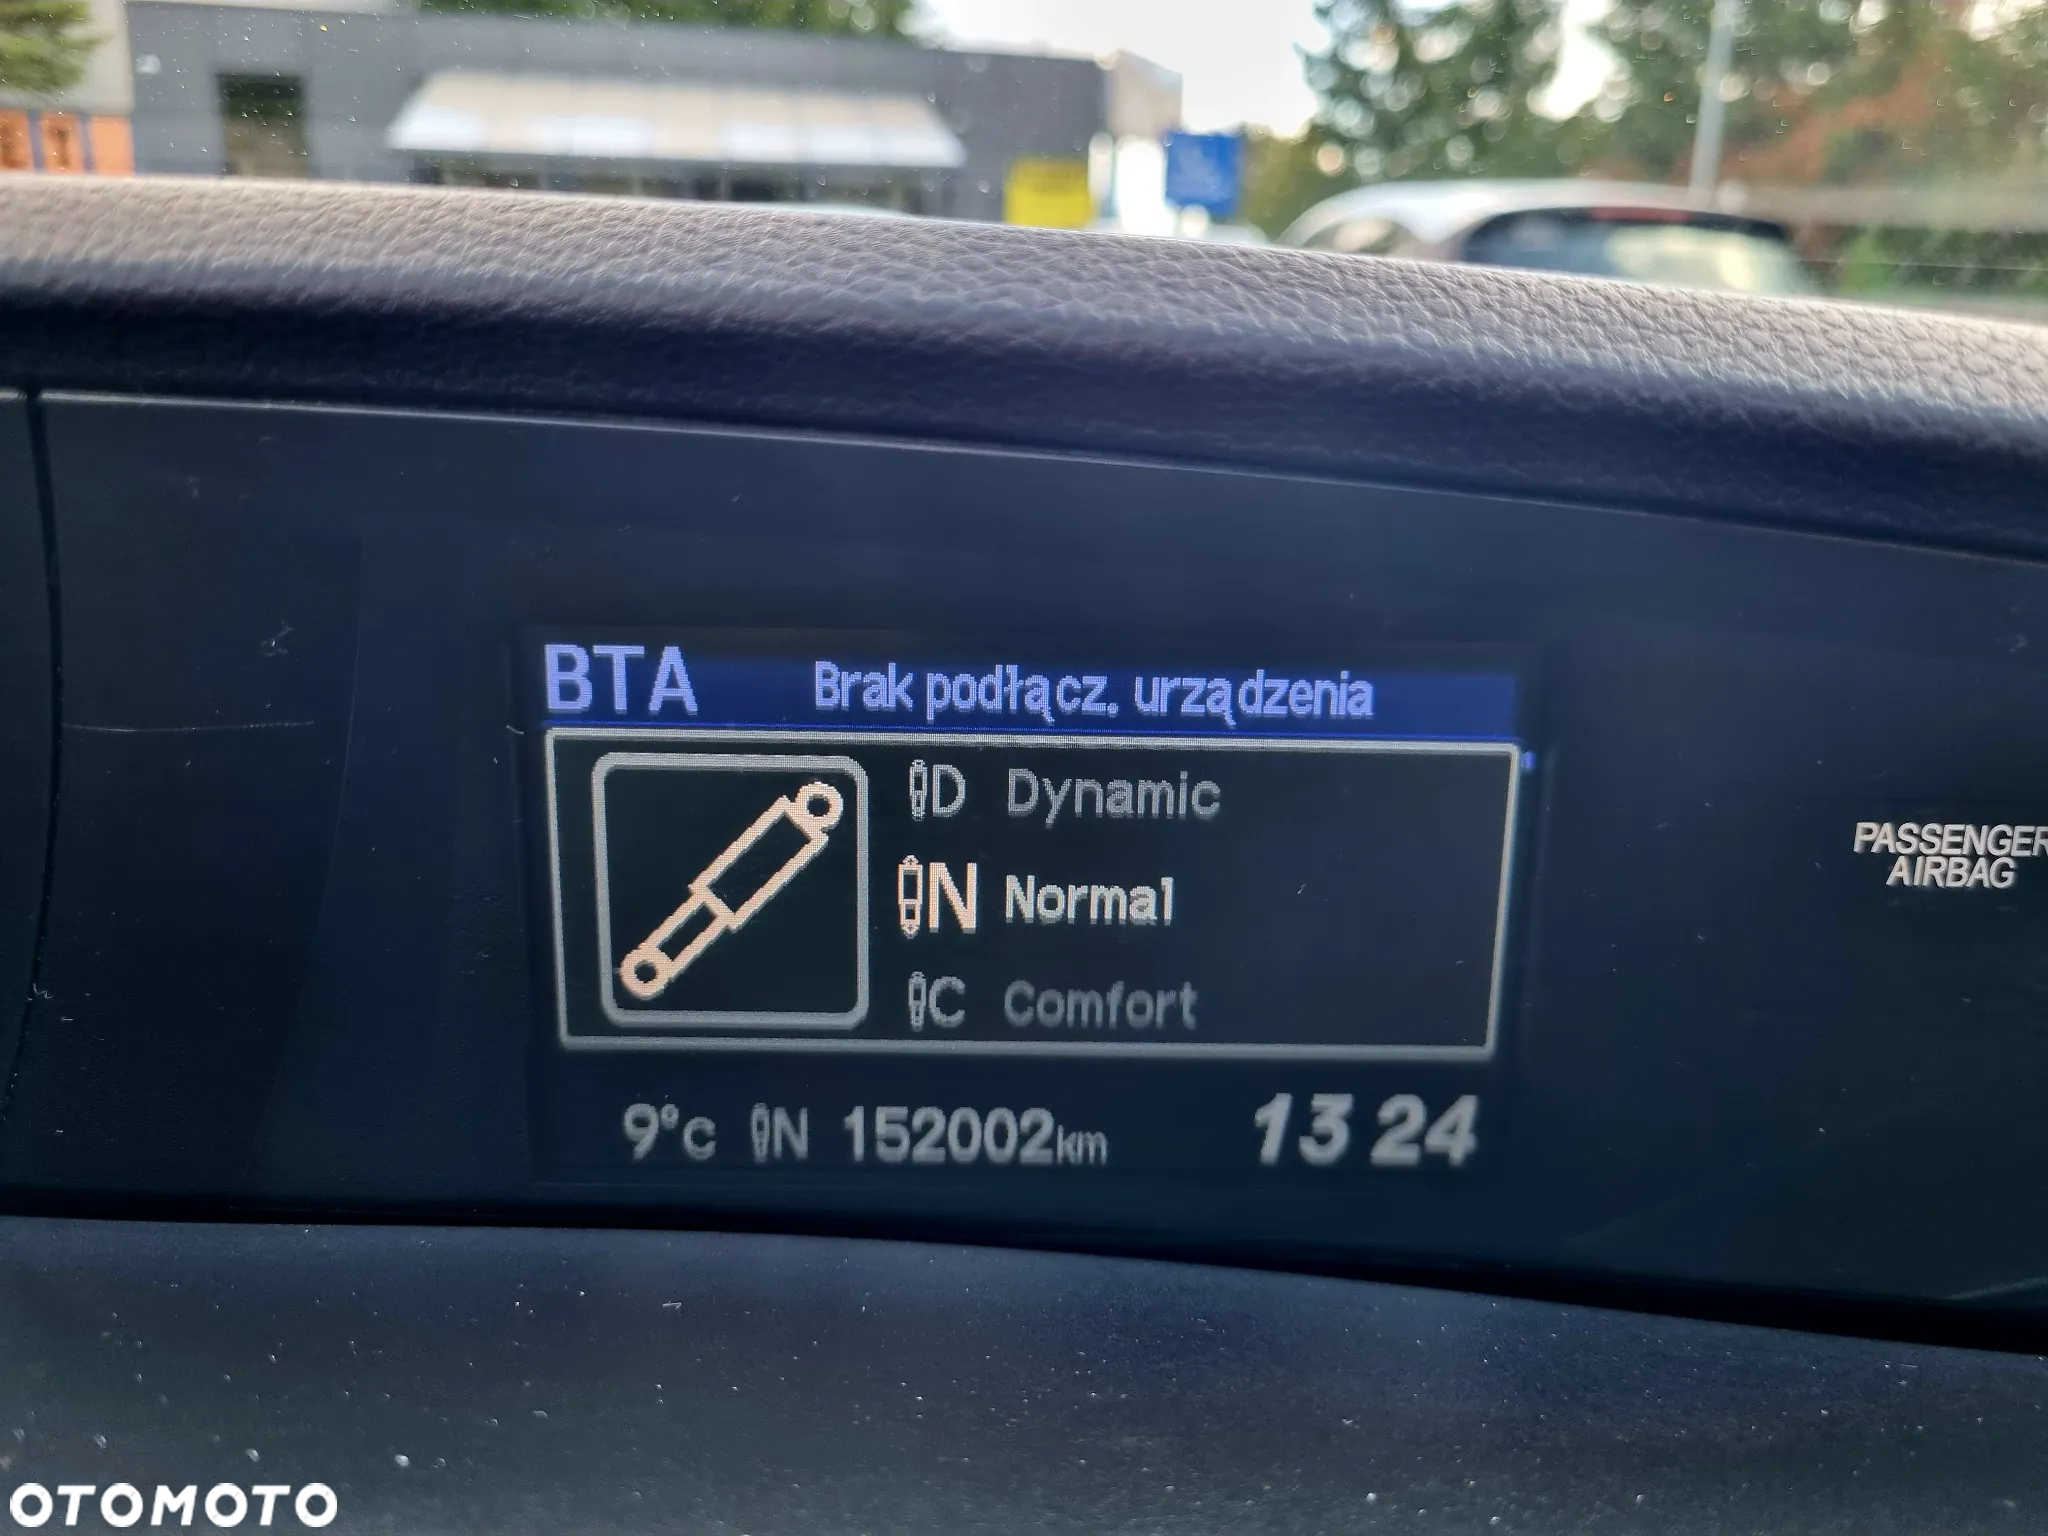 BTA Brak podłącz. urządzenia
D Dynamic
N Normal
C Comfort
9°C N 152002km 13 24
PASSENGER
AIRBAG
OTOMOTO